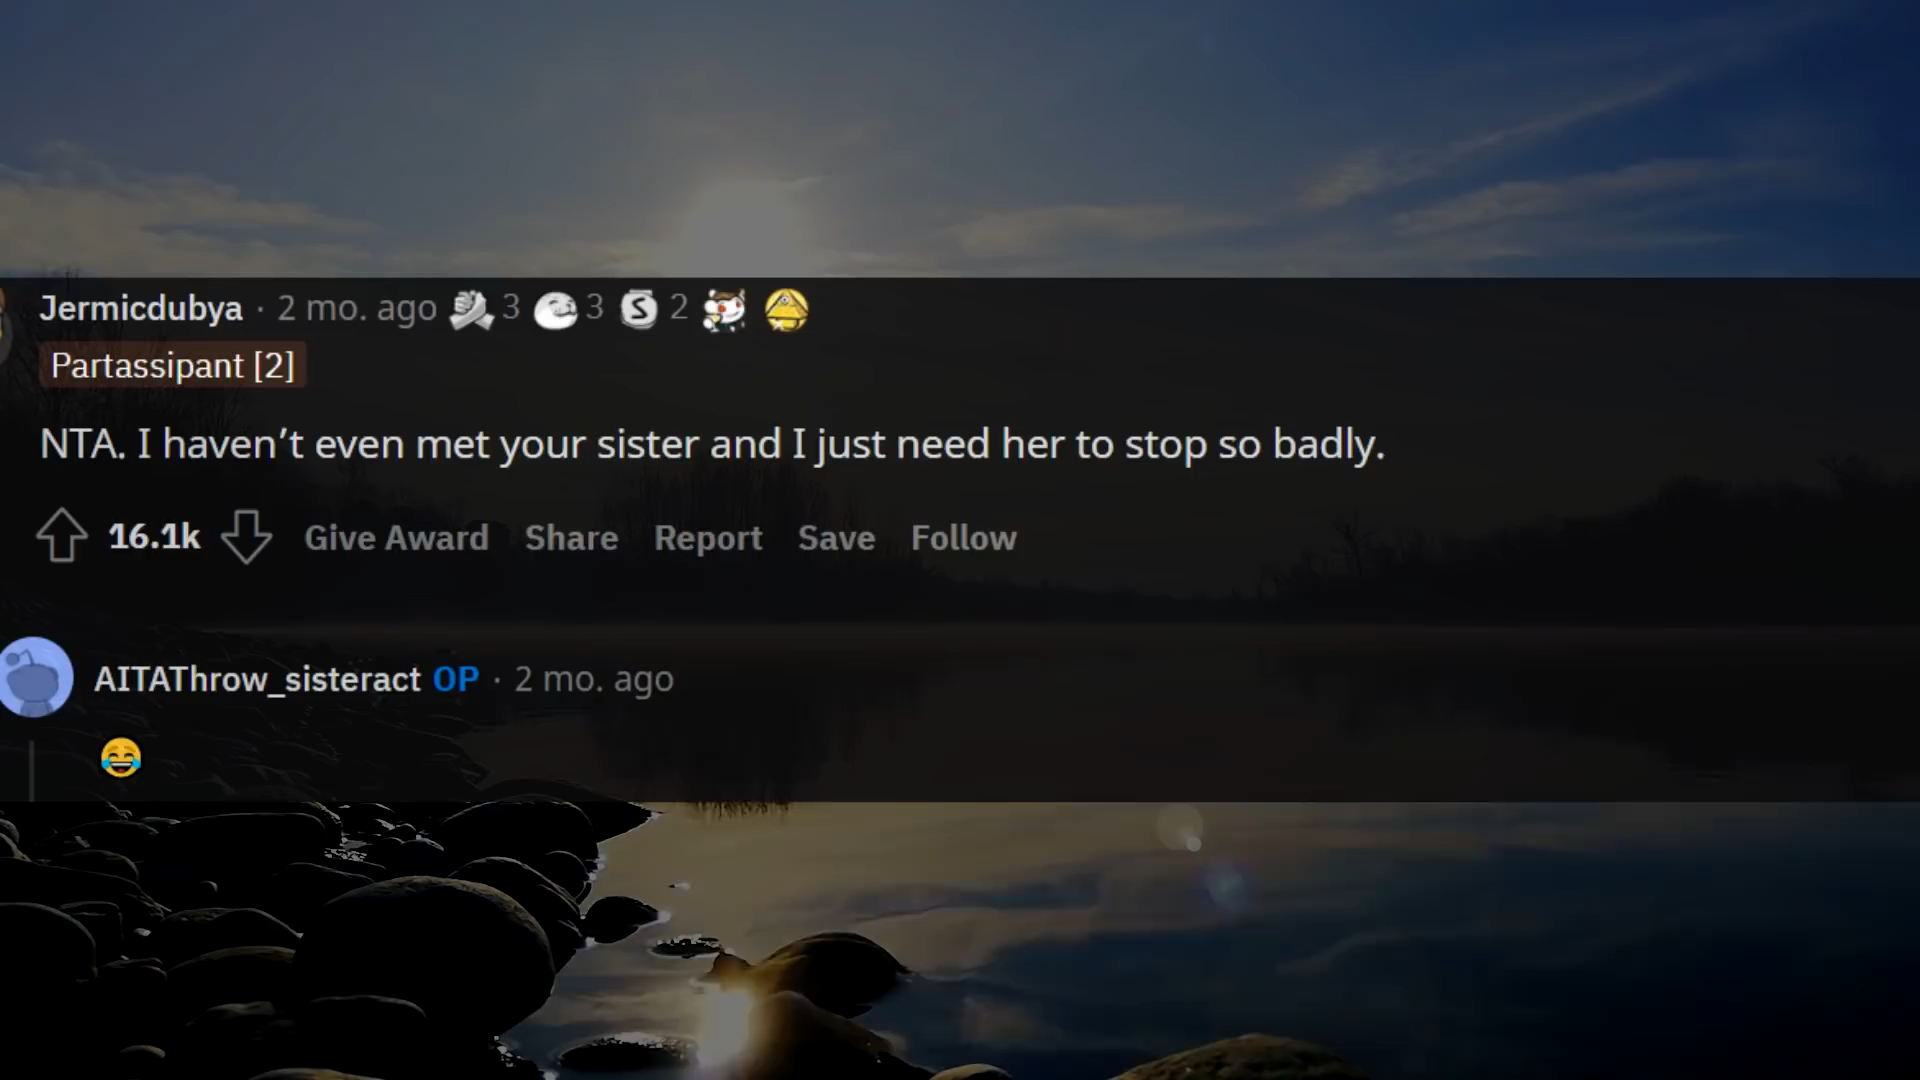 Jermicdubya · 2 mo. ago 3 3 S 2
Partassipant [2]
NTA. I haven’t even met your sister and I just need her to stop so badly.
16.1k Give Award Share Report Save Follow
AITAThrow_sisteract OP · 2 mo. ago
😂